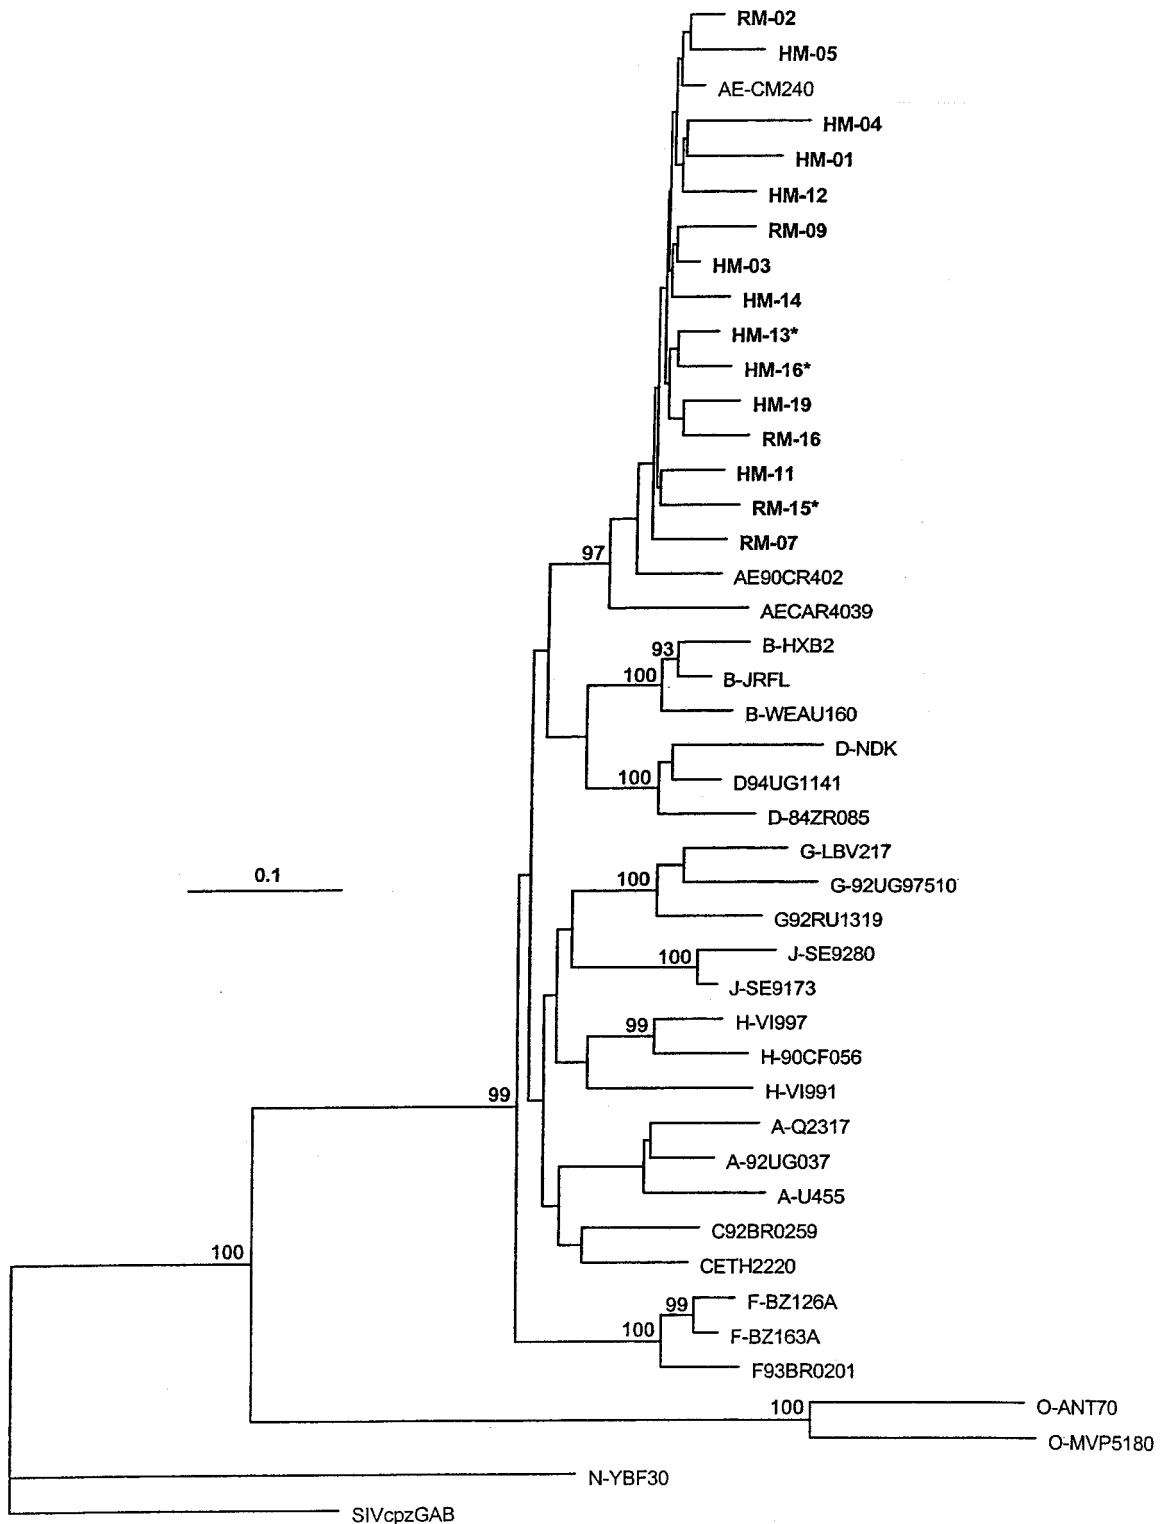 RM-02
HM-05
AE-CM240
HM-04
HM-01
HM-12
RM-09
HM-03
HM-14
HM-13*
HM-16*
HM-19
RM-16
HM-11
RM-15*
RM-07
97
AE90CR402
AECAR4039
93
B-HXB2
100
B-JRFL
B-WEAU160
D-NDK
100
D94UG1141
D-84ZR085
G-LBV217
0.1
100
G-92UG97510
G92RU1319
100
J-SE9280
J-SE9173
99
H-VI997
H-90CF056
H-VI991
99
A-Q2317
A-92UG037
A-U455
C92BR0259
100
CETH2220
99
F-BZ126A
100
F-BZ163A
F93BR0201
100
O-ANT70
O-MVP5180
N-YBF30
SIVcpzGAB